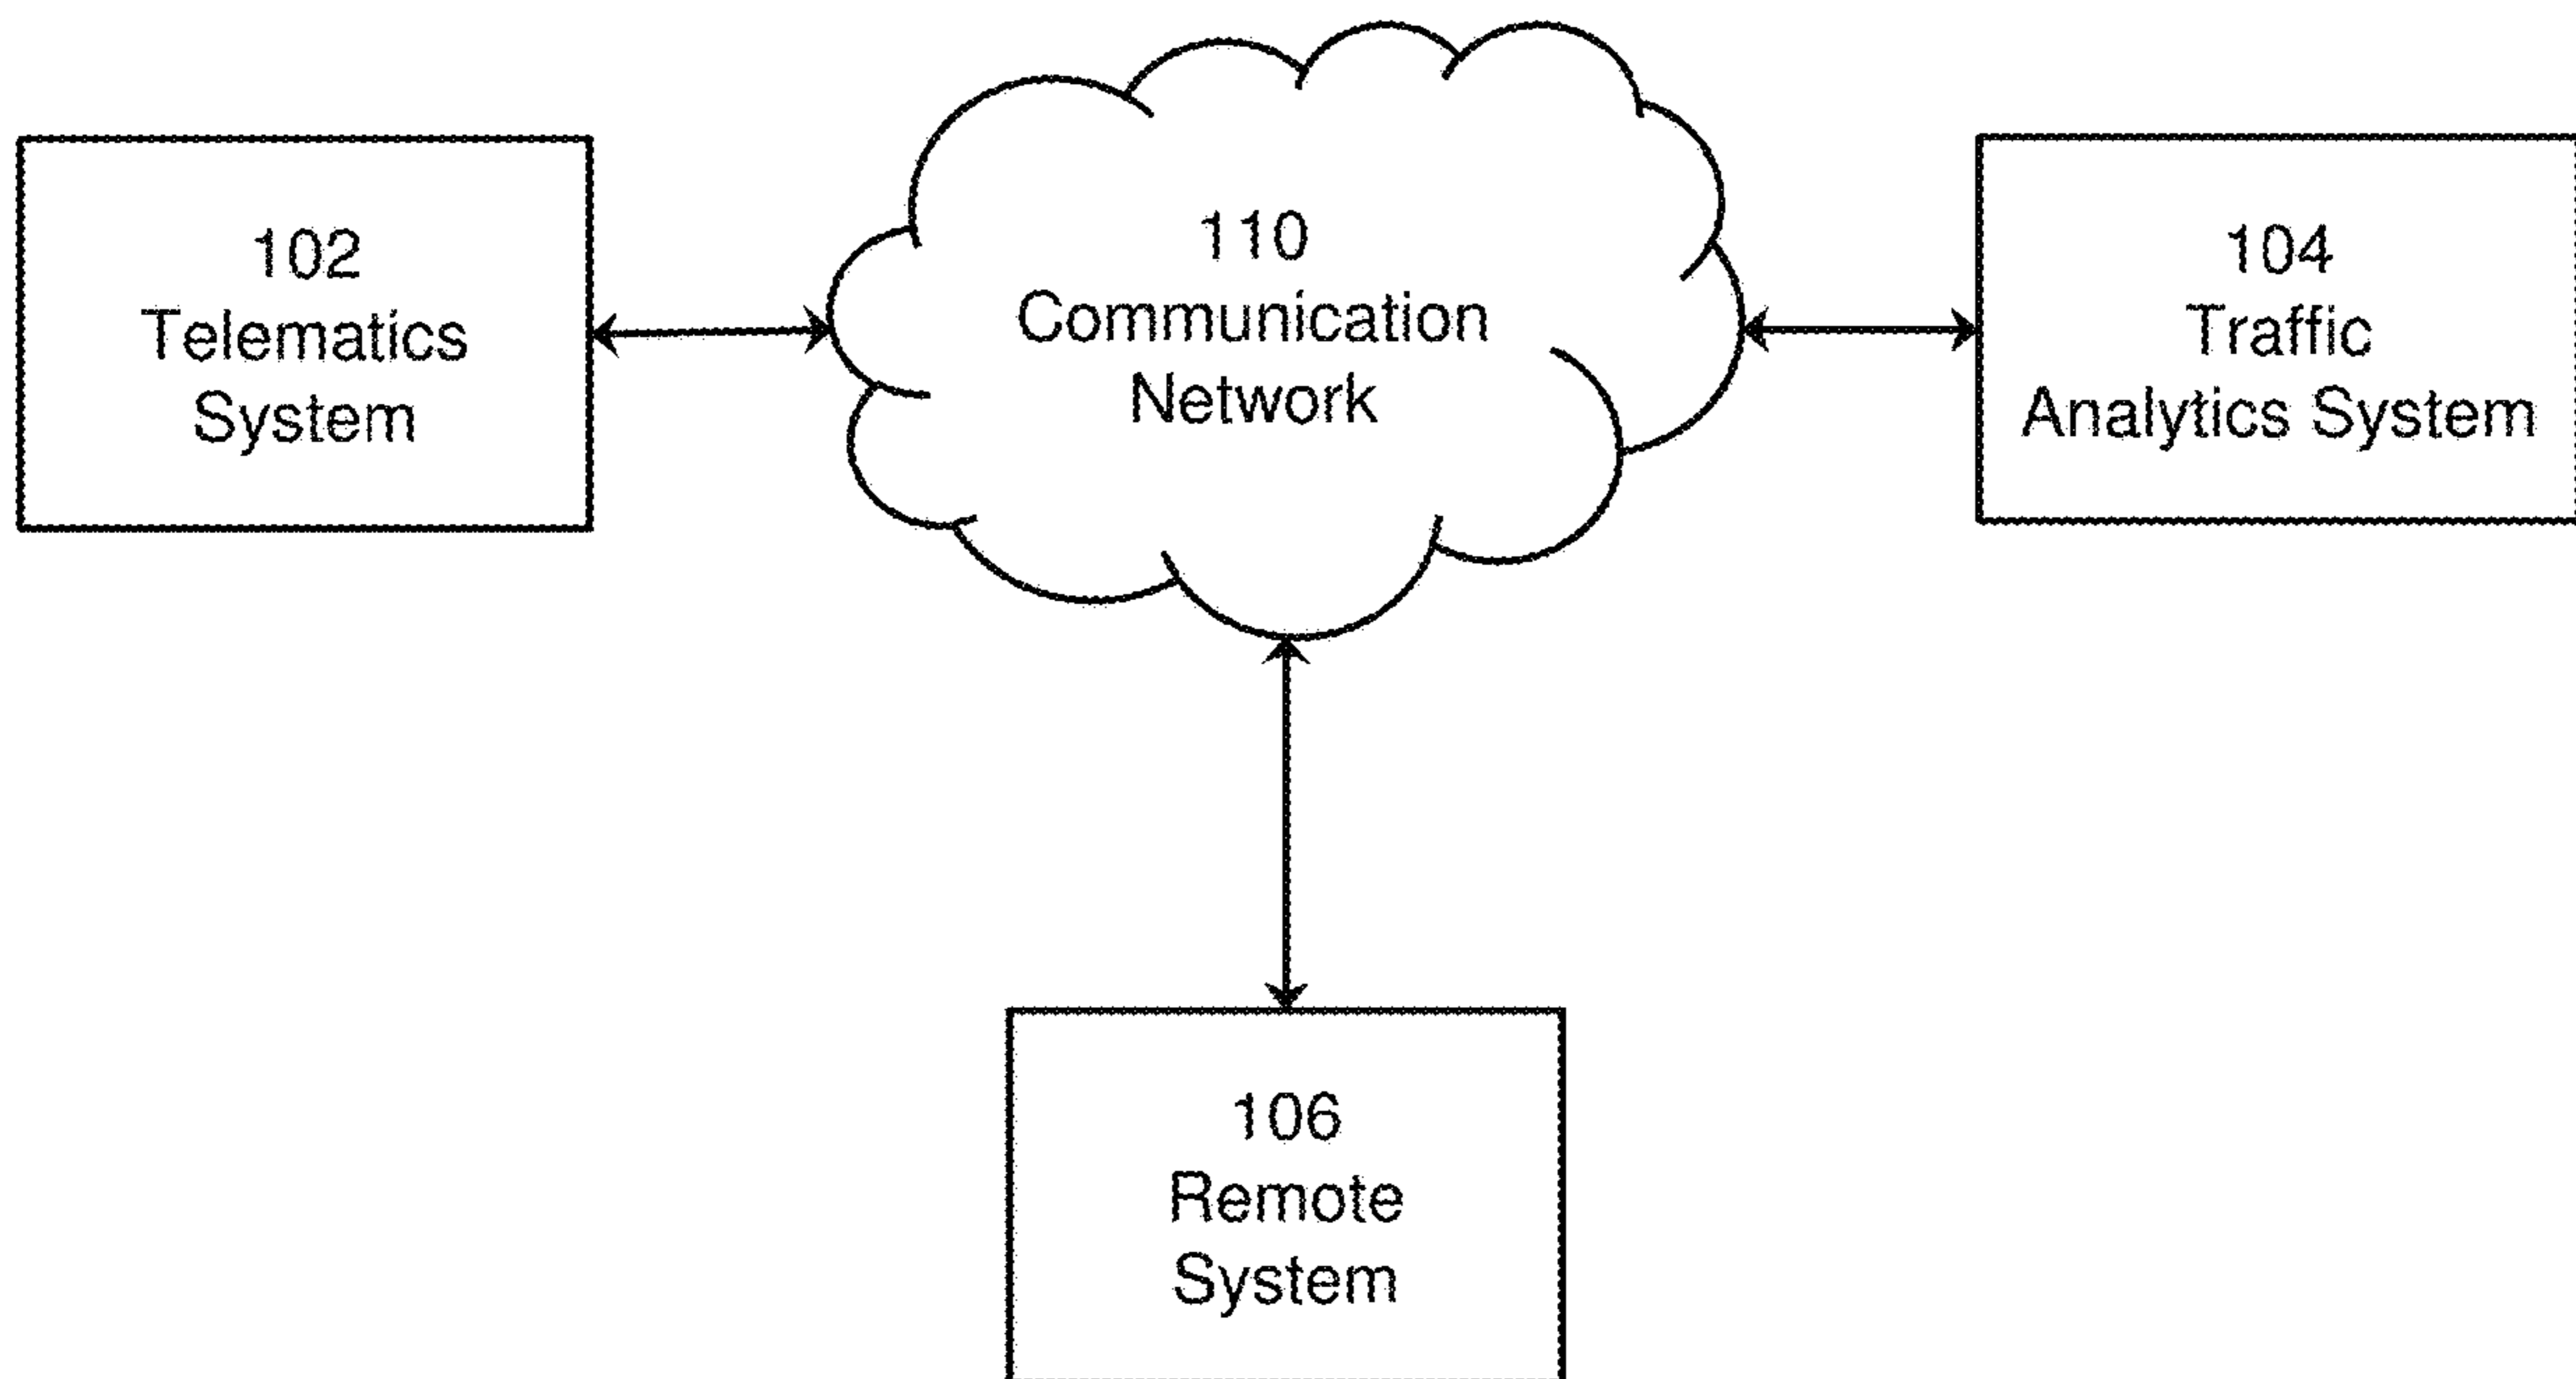 102
Telematics
System
110
Communication
Network
104
Traffic
Analytics System
106
Remote
System